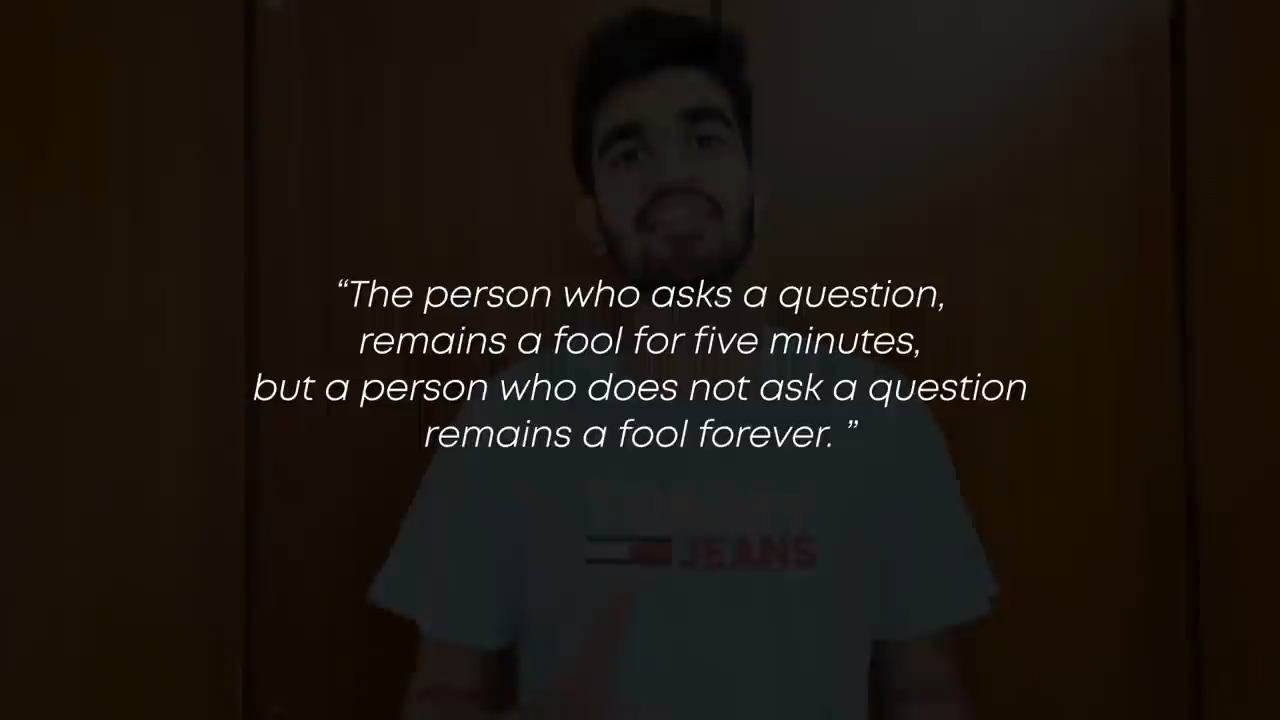 “The person who asks a question,
remains a fool for five minutes,
but a person who does not ask a question
remains a fool forever. ”
TOMMY
JEANS